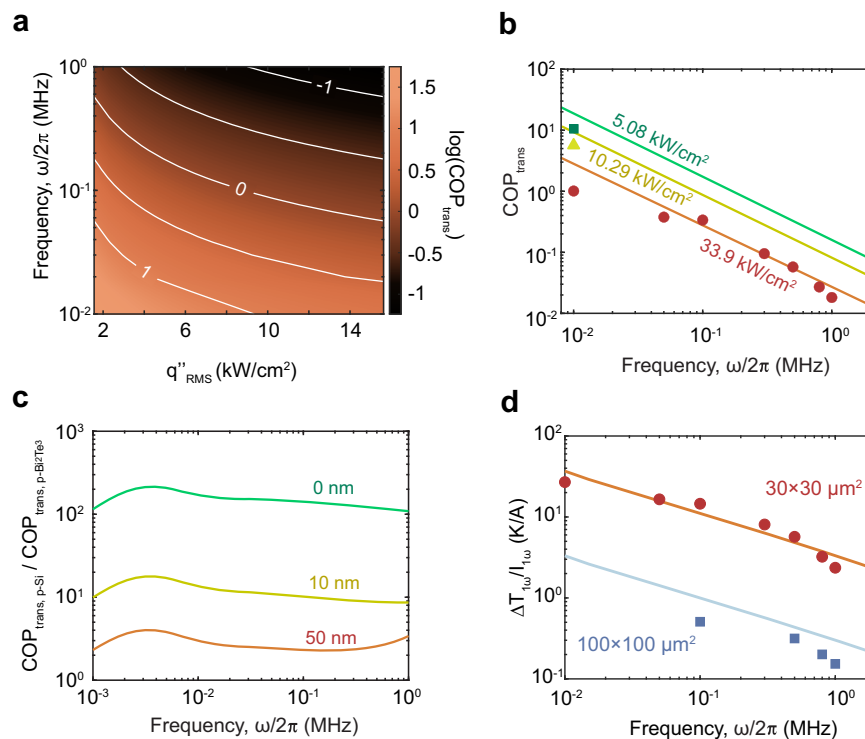 a
Frequency, ω/2π (MHz)
10⁰
10⁻¹
10⁻²
-1
0
1
2
6
10
14
q"RMS (kW/cm²)
1.5
1
0.5
0
-0.5
-1
log(COPtrans)
b
COPtrans
10²
10¹
10⁰
10⁻¹
10⁻²
5.08 kW/cm²
10.29 kW/cm²
33.9 kW/cm²
10⁻²
10⁻¹
10⁰
Frequency, ω/2π (MHz)
c
COPtrans, p-Si / COPtrans, p-Bi2Te3
10³
10²
10¹
10⁰
0 nm
10 nm
50 nm
10⁻³
10⁻²
10⁻¹
10⁰
Frequency, ω/2π (MHz)
d
ΔT1ω/I1ω (K/A)
10²
10¹
10⁰
10⁻¹
30×30 µm²
100×100 µm²
10⁻²
10⁻¹
10⁰
Frequency, ω/2π (MHz)